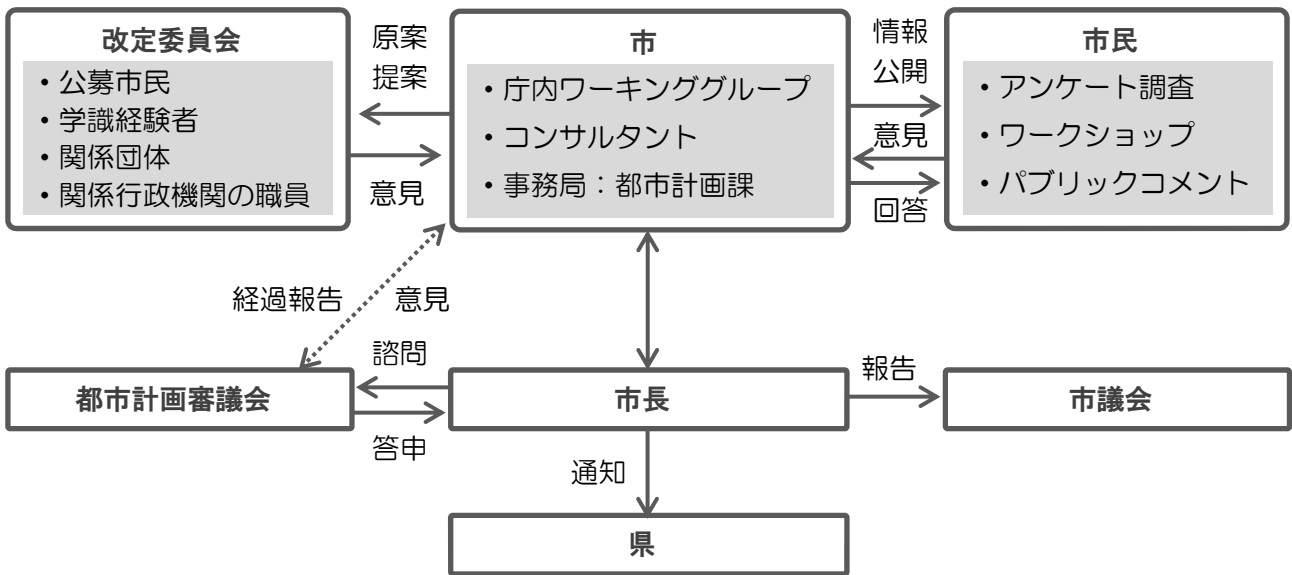 改定委員会
・公募市民
・学識経験者
・関係団体
・関係行政機関の職員
原案
提案
意見
市
・庁内ワーキンググループ
・コンサルタント
・事務局：都市計画課
情報
公開
意見
回答
市民
・アンケート調査
・ワークショップ
・パブリックコメント
経過報告
意見
都市計画審議会
諮問
答申
市長
報告
市議会
通知
県